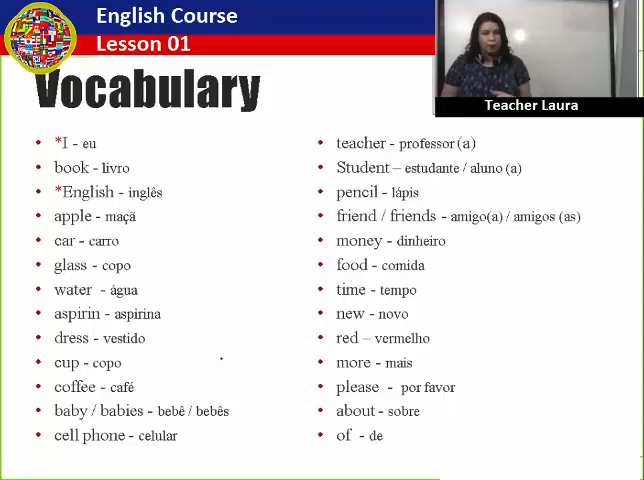 English Course
Lesson 01
Teacher Laura
Vocabulary
*I - eu
book - livro
*English - inglês
apple - maçã
car - carro
glass - copo
water - água
aspirin - aspirina
dress - vestido
cup - copo
coffee - café
baby / babies - bebê / bebês
cell phone - celular
teacher - professor (a)
Student – estudante / aluno (a)
pencil - lápis
friend / friends - amigo(a) / amigos (as)
money - dinheiro
food - comida
time - tempo
new - novo
red – vermelho
more - mais
please - por favor
about - sobre
of - de